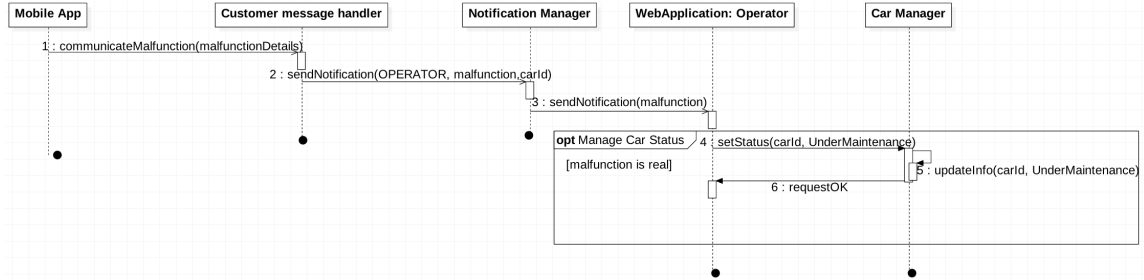 Mobile App
Customer message handler
Notification Manager
WebApplication: Operator
Car Manager
1 : communicateMalfunction(malfunctionDetails)
2 : sendNotification(OPERATOR, malfunction,carId)
3 : sendNotification(malfunction)
opt Manage Car Status
4 : setStatus(carId, UnderMaintenance)
[malfunction is real]
5 : updateInfo(carId, UnderMaintenance)
6 : requestOK